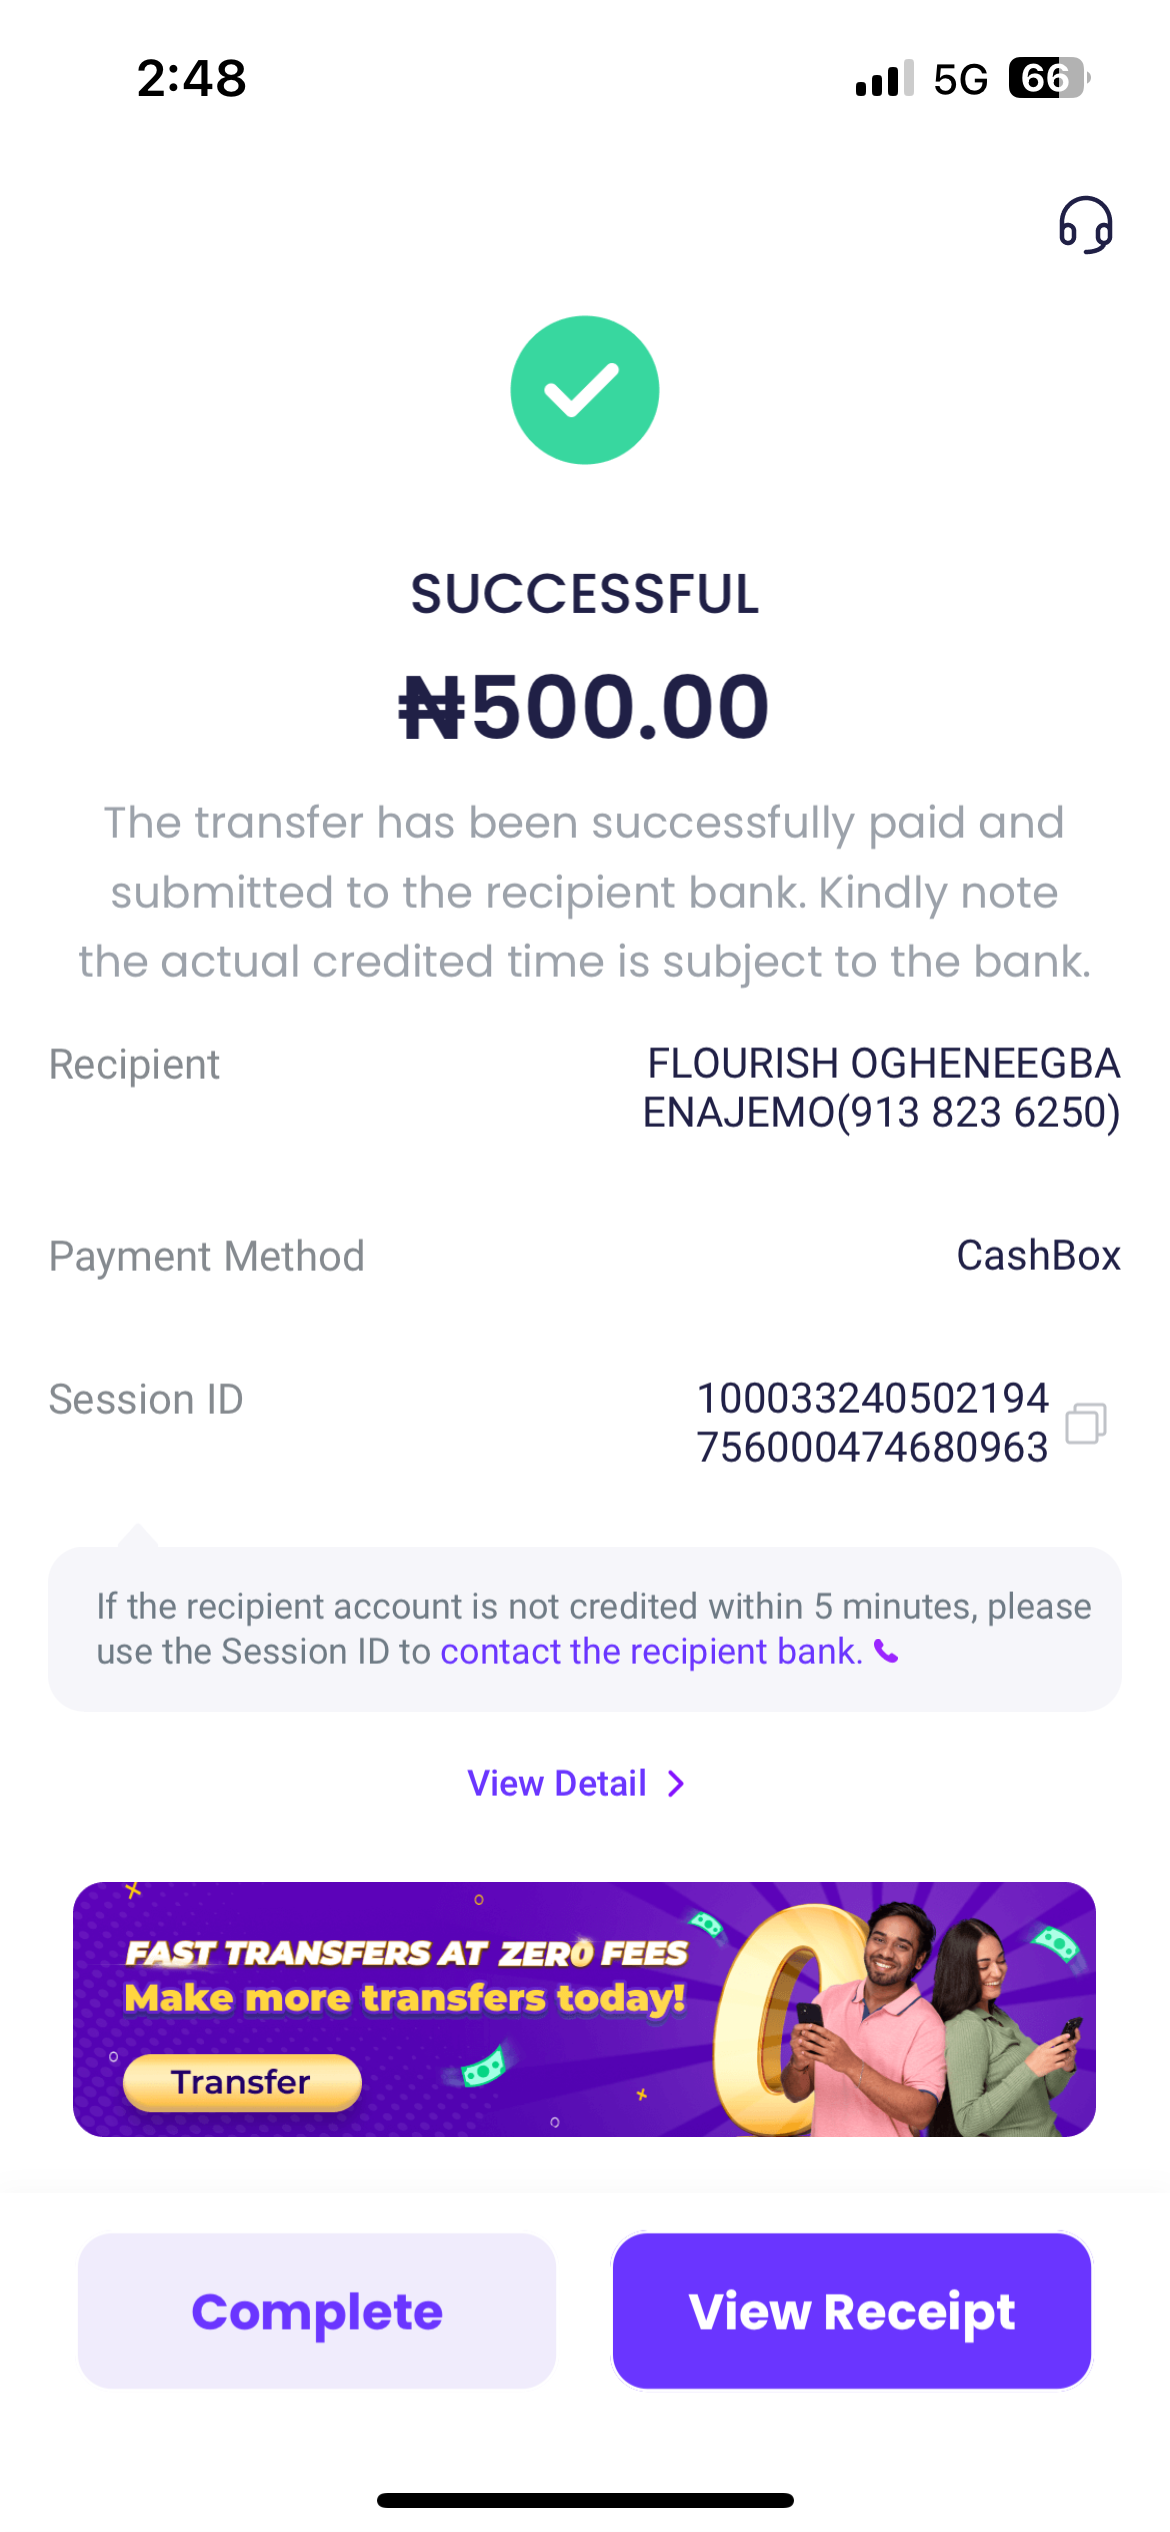 2:48
5G 66
SUCCESSFUL
₦500.00
The transfer has been successfully paid and
submitted to the recipient bank. Kindly note
the actual credited time is subject to the bank.
Recipient
FLOURISH OGHENEEGBA
ENAJEMO(913 823 6250)
Payment Method
CashBox
Session ID
100033240502194
756000474680963
If the recipient account is not credited within 5 minutes, please
use the Session ID to contact the recipient bank.
View Detail
FAST TRANSFERS AT ZER0 FEES
Make more transfers today!
Transfer
0
Complete
View Receipt